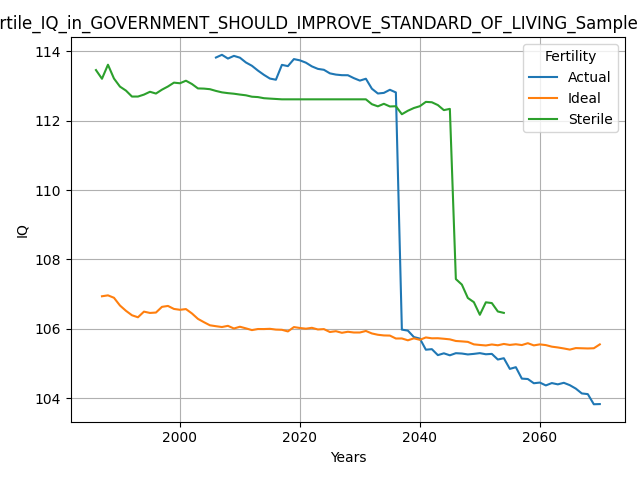 rtile_IQ_in_GOVERNMENT_SHOULD_IMPROVE_STANDARD_OF_LIVING_Sample
114
112
110
108
106
104
IQ
Fertility
Actual
Ideal
Sterile
2000
2020
2040
2060
Years